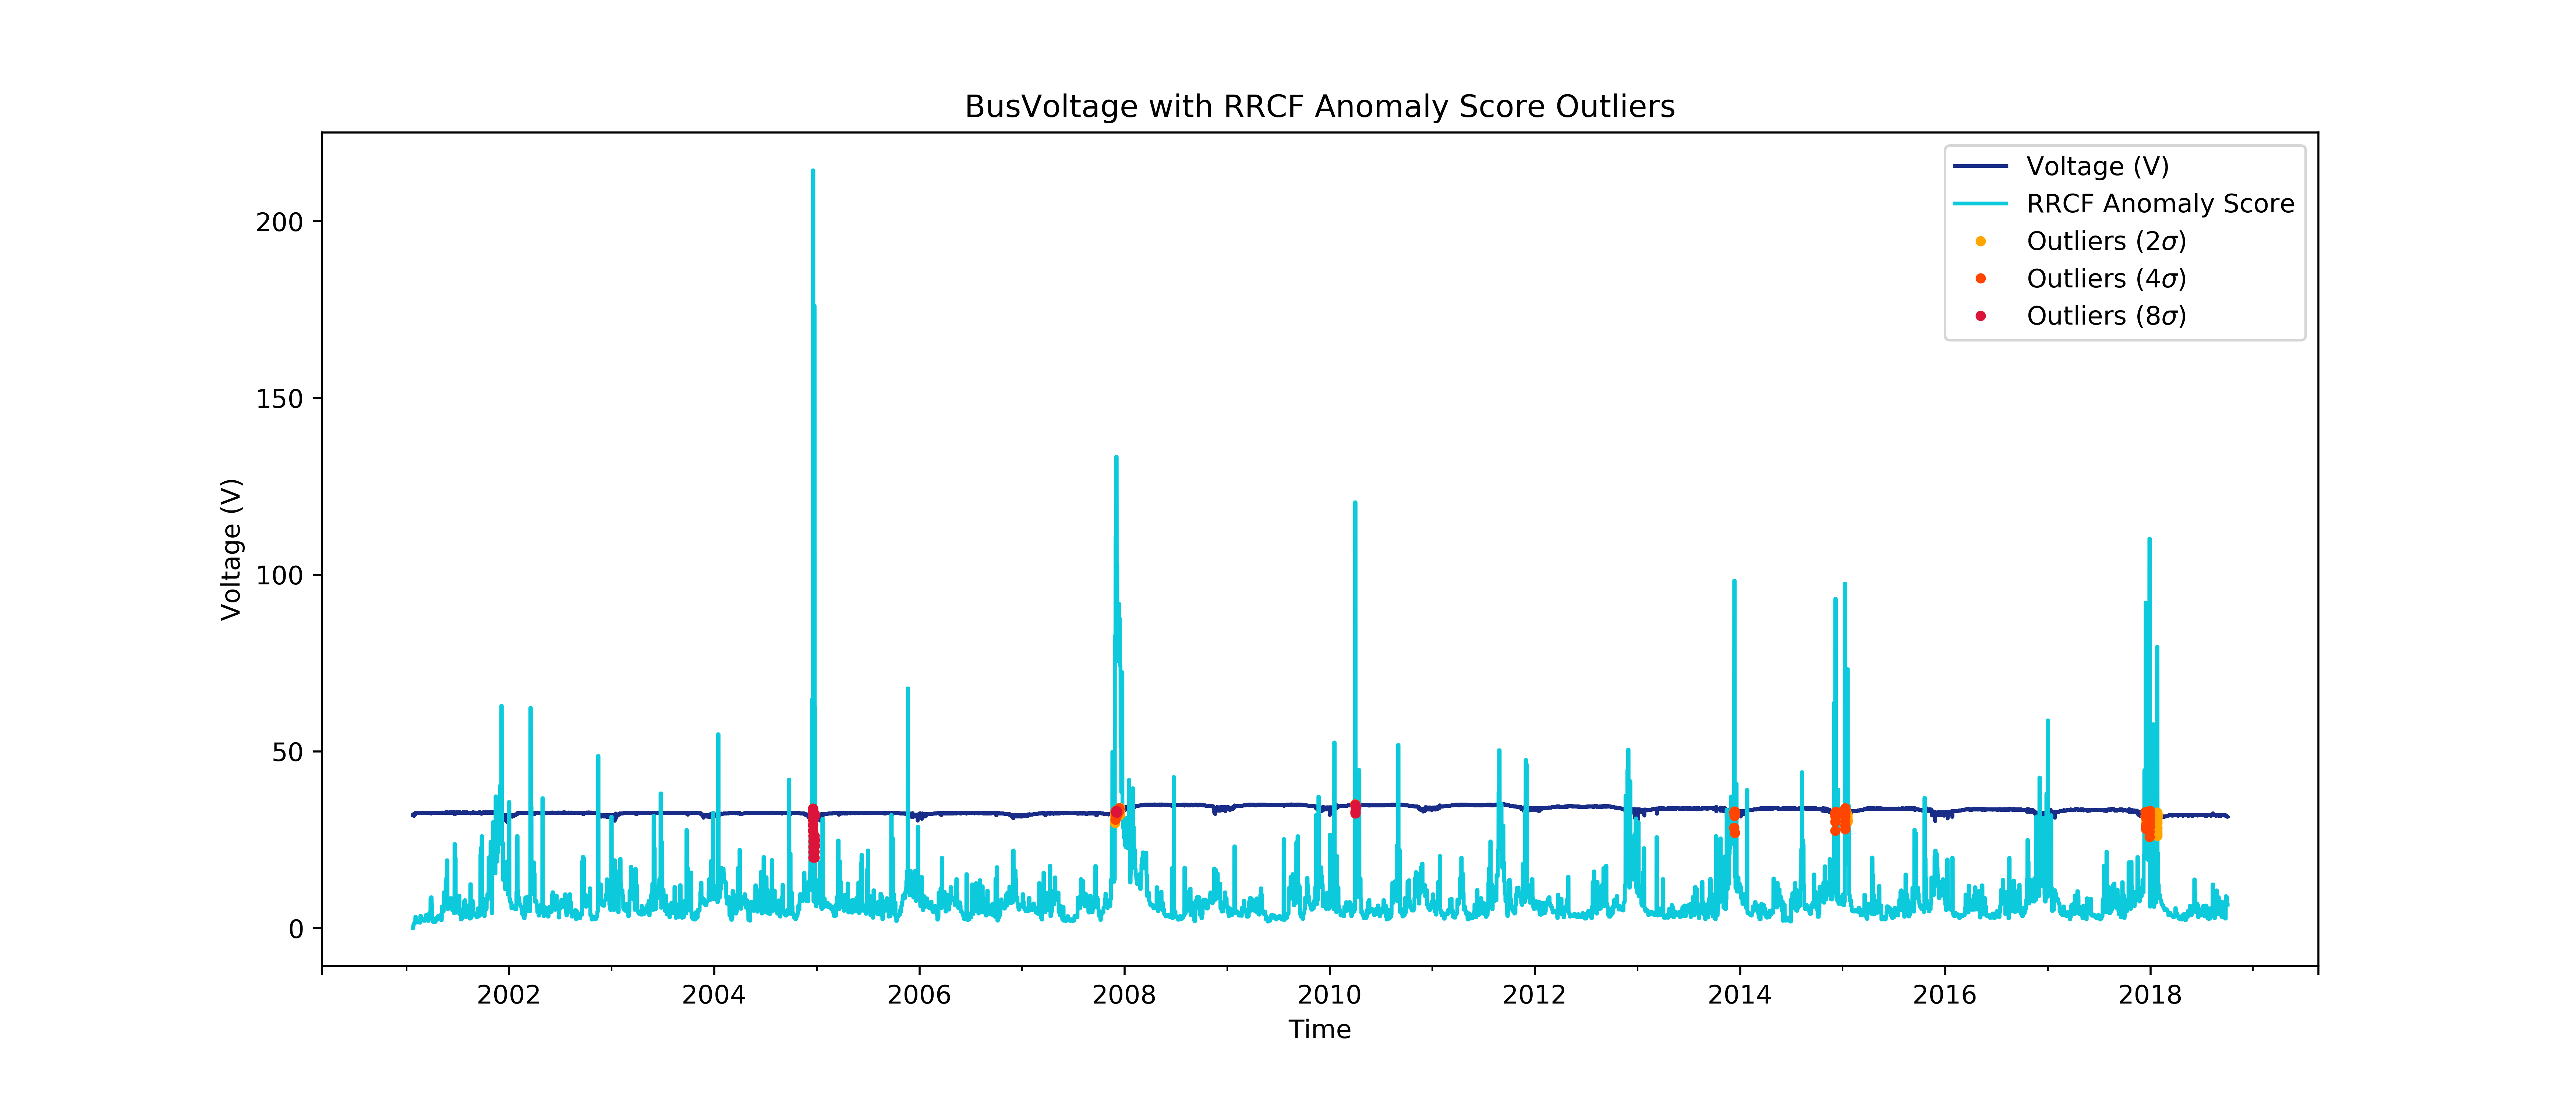 BusVoltage with RRCF Anomaly Score Outliers
Voltage (V)
RRCF Anomaly Score
Outliers (2σ)
Outliers (4σ)
Outliers (8σ)
Voltage (V)
200
150
100
50
0
2002 2004 2006 2008 2010 2012 2014 2016 2018
Time